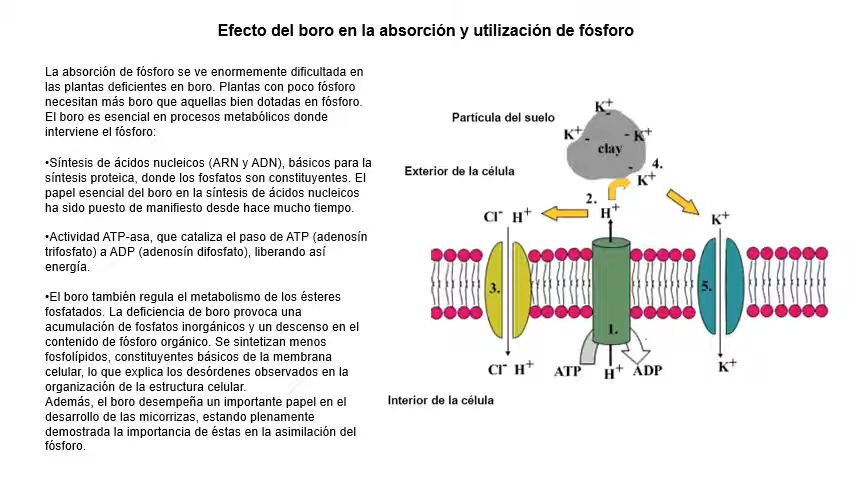 Efecto del boro en la absorción y utilización de fósforo
La absorción de fósforo se ve enormemente dificultada en
las plantas deficientes en boro. Plantas con poco fósforo
necesitan más boro que aquellas bien dotadas en fósforo.
El boro es esencial en procesos metabólicos donde
interviene el fósforo:
•Síntesis de ácidos nucleicos (ARN y ADN), básicos para la
síntesis proteica, donde los fosfatos son constituyentes. El
papel esencial del boro en la síntesis de ácidos nucleicos
ha sido puesto de manifiesto desde hace mucho tiempo.
•Actividad ATP-asa, que cataliza el paso de ATP (adenosín
trifosfato) a ADP (adenosín difosfato), liberando así
energía.
•El boro también regula el metabolismo de los ésteres
fosfatados. La deficiencia de boro provoca una
acumulación de fosfatos inorgánicos y un descenso en el
contenido de fósforo orgánico. Se sintetizan menos
fosfolípidos, constituyentes básicos de la membrana
celular, lo que explica los desórdenes observados en la
organización de la estructura celular.
Además, el boro desempeña un importante papel en el
desarrollo de las micorrizas, estando plenamente
demostrada la importancia de éstas en la asimilación del
fósforo.
Partícula del suelo
K+
K+ - - K+
clay
Exterior de la célula
4.
- K+
2.
Cl- H+
H+
K+
3.
5.
1.
Cl- H+
ATP
H+
ADP
K+
Interior de la célula